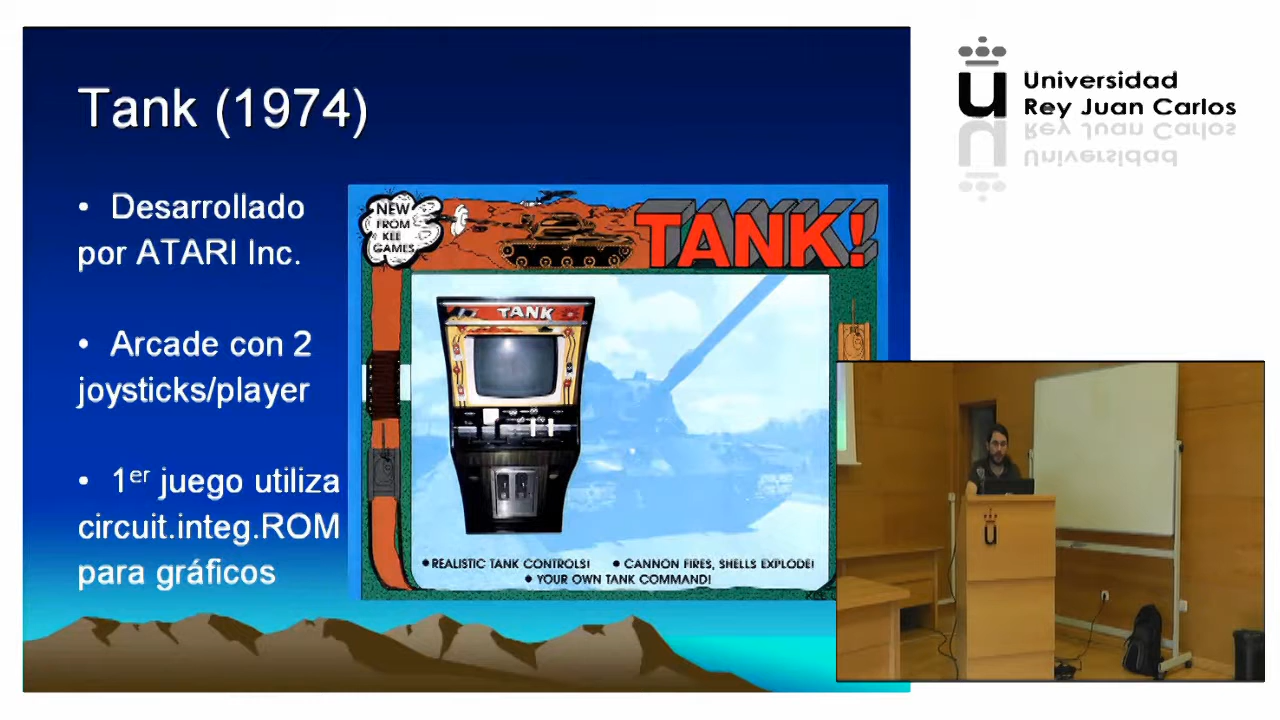 Tank (1974)
• Desarrollado
por ATARI Inc.
• Arcade con 2
joysticks/player
• 1er juego utiliza
circuit.integ.ROM
para gráficos
NEW
FROM
KEE
GAMES
TANK!
TANK
• REALISTIC TANK CONTROLS! • CANNON FIRES, SHELLS EXPLODE!
• YOUR OWN TANK COMMAND!
u Universidad
Rey Juan Carlos